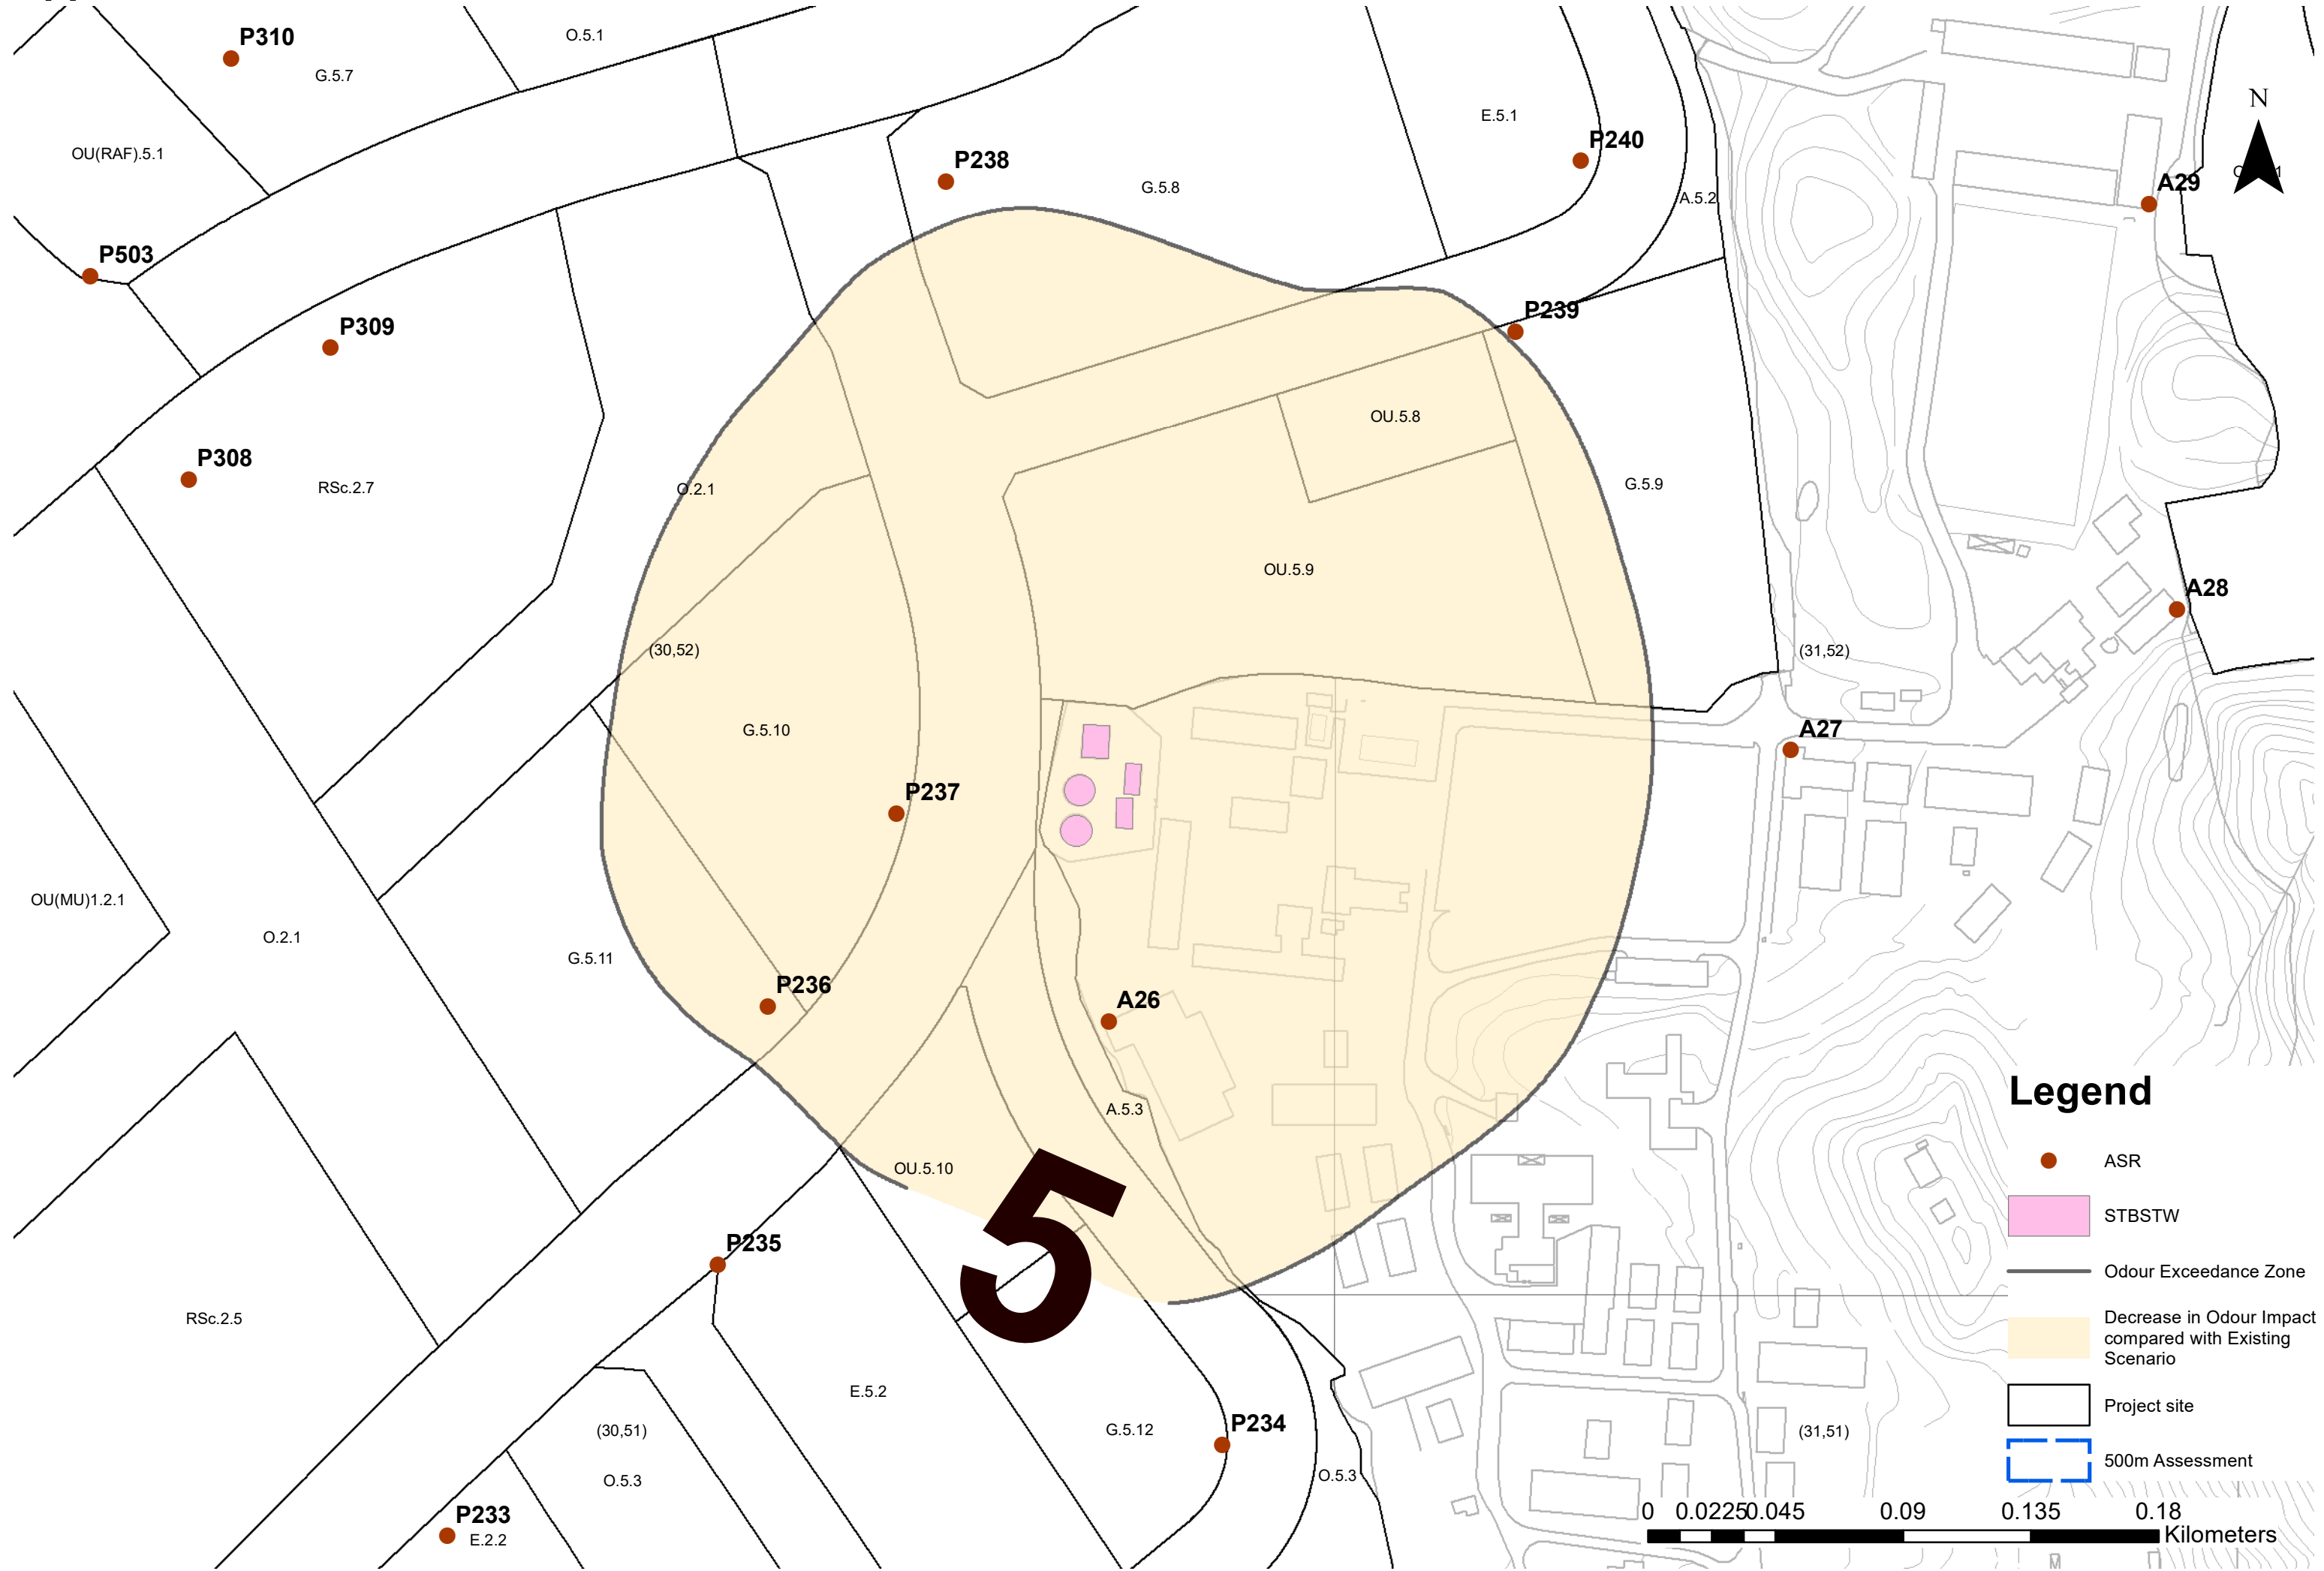 P310
O.5.1
G.5.7
N
E.5.1
P240
OU(RAF).5.1
P238
G.5.8
A.5.2
A29
P503
P309
P239
OU.5.8
P308
RSc.2.7
O.2.1
G.5.9
OU.5.9
A28
(30,52)
(31,52)
G.5.10
A27
P237
OU(MU)1.2.1
O.2.1
G.5.11
P236
A26
A.5.3
OU.5.10
5
P235
RSc.2.5
E.5.2
(30,51)
G.5.12
P234
(31,51)
O.5.3
O.5.3
P233
E.2.2
Legend
ASR
STBSTW
Odour Exceedance Zone
Decrease in Odour Impact
compared with Existing
Scenario
Project site
500m Assessment
0 0.0225 0.045 0.09 0.135 0.18
Kilometers